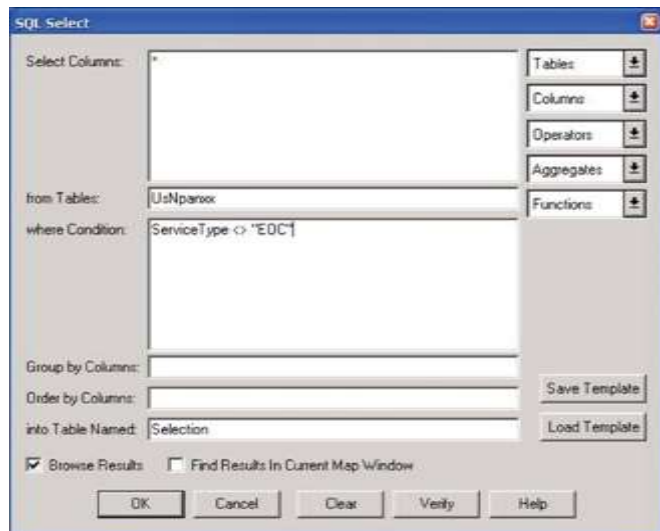 SQL Select
Select Columns:
*
Tables
Columns
Operators
Aggregates
from Tables:
UsNpanxx
Functions
where Condition:
ServiceType <> "EOC"
Group by Columns:
Order by Columns:
Save Template
into Table Named:
Selection
Load Template
Browse Results
Find Results In Current Map Window
OK
Cancel
Clear
Verify
Help